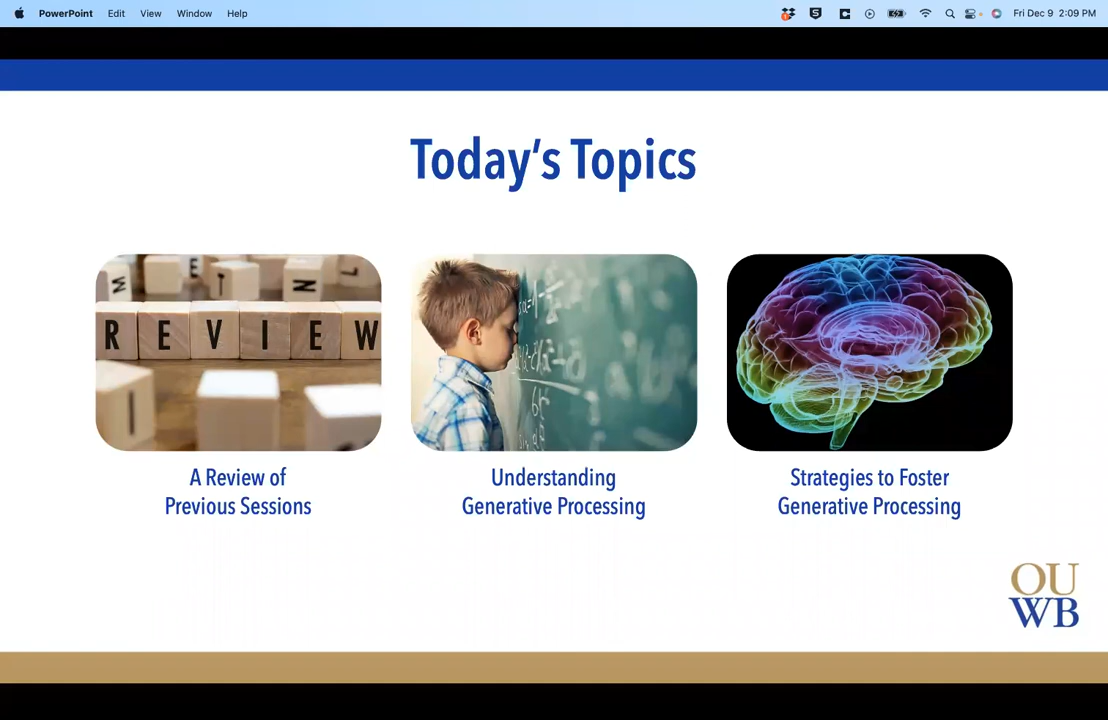 PowerPoint Edit View Window Help Fri Dec 9 2:09 PM
Today's Topics
REVIEW
A Review of
Previous Sessions
Understanding
Generative Processing
Strategies to Foster
Generative Processing
OU
WB